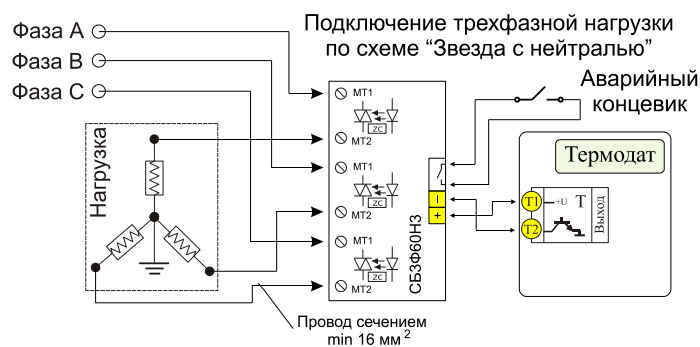 Подключение трехфазной нагрузки
по схеме “Звезда с нейтралью”
Фаза A
Фаза B
Фаза C
Аварийный
концевик
Нагрузка
MT1
ZC
MT2
MT1
ZC
MT2
MT1
ZC
MT2
СБ3Ф60Н3
–
+
Термодат
T1
+U
T
T2
Выход
Провод сечением
min 16 мм 2